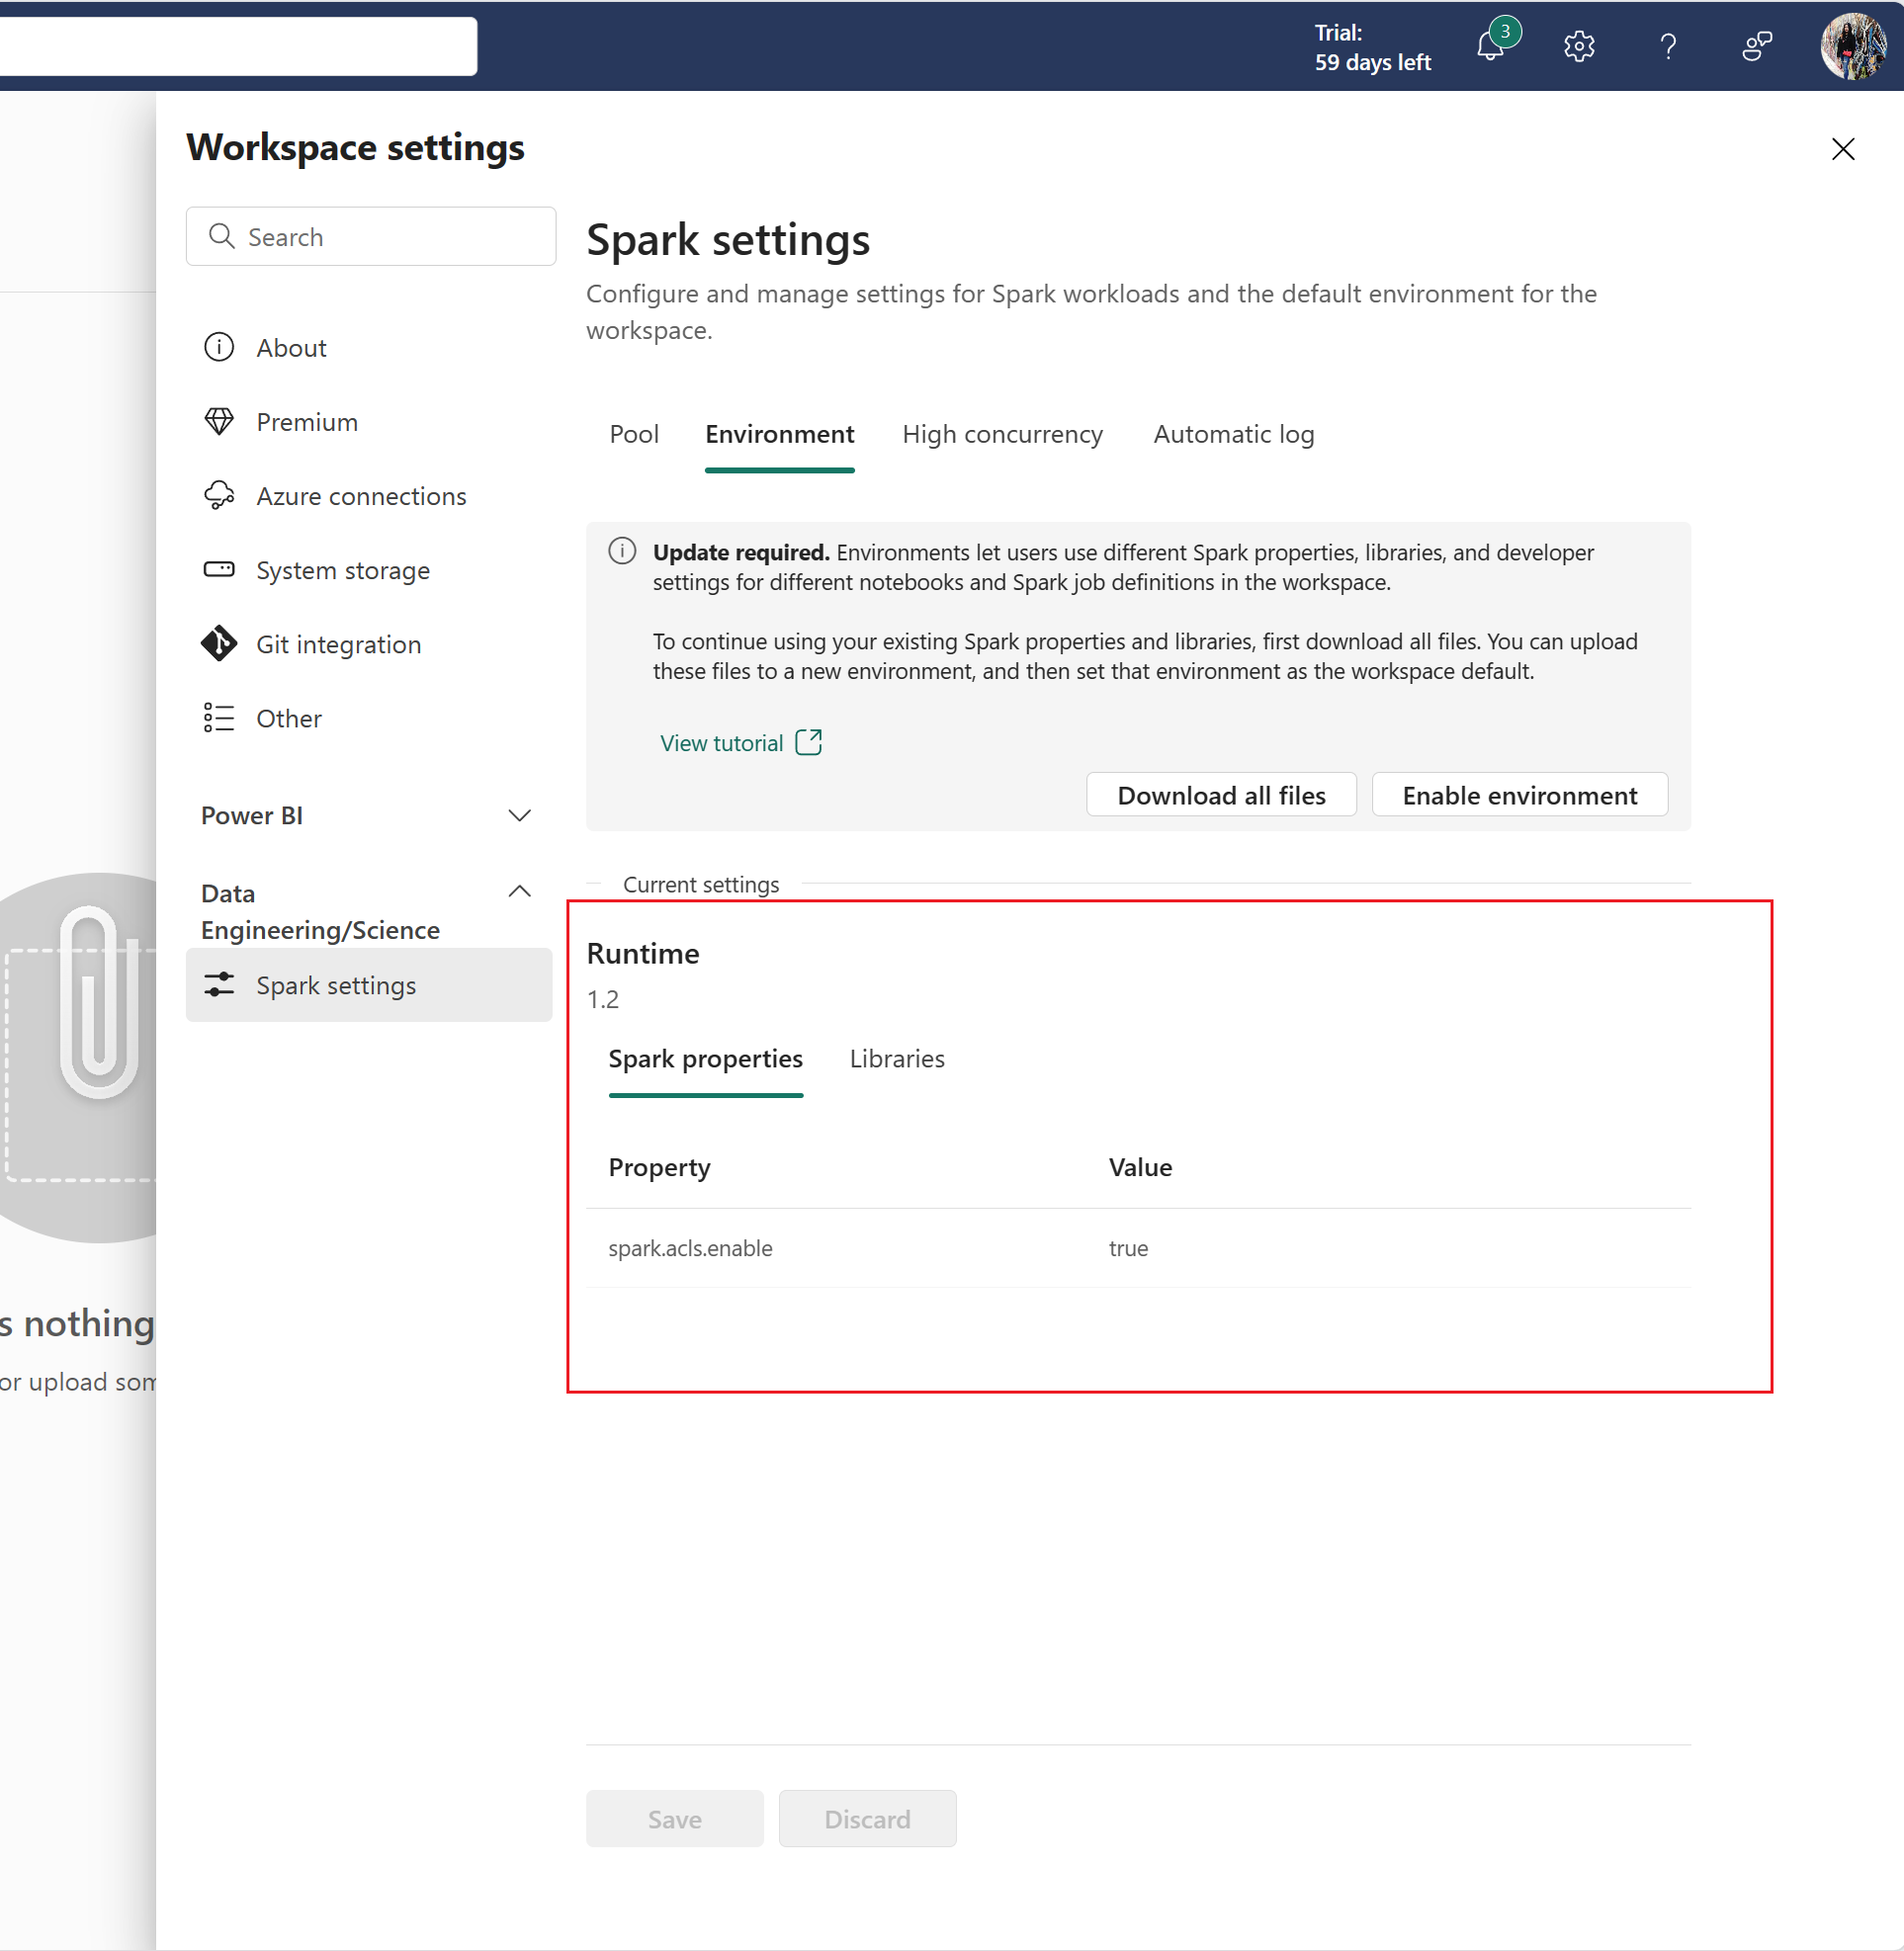 Trial:
59 days left
3
Workspace settings
Search
About
Premium
Azure connections
System storage
Git integration
Other
Power BI
Data
Engineering/Science
Spark settings
Spark settings
Configure and manage settings for Spark workloads and the default environment for the
workspace.
Pool Environment High concurrency Automatic log
Update required. Environments let users use different Spark properties, libraries, and developer
settings for different notebooks and Spark job definitions in the workspace.
To continue using your existing Spark properties and libraries, first download all files. You can upload
these files to a new environment, and then set that environment as the workspace default.
View tutorial
Download all files Enable environment
Current settings
Runtime
1.2
Spark properties Libraries
Property Value
spark.acls.enable true
Save Discard
s nothing
or upload som